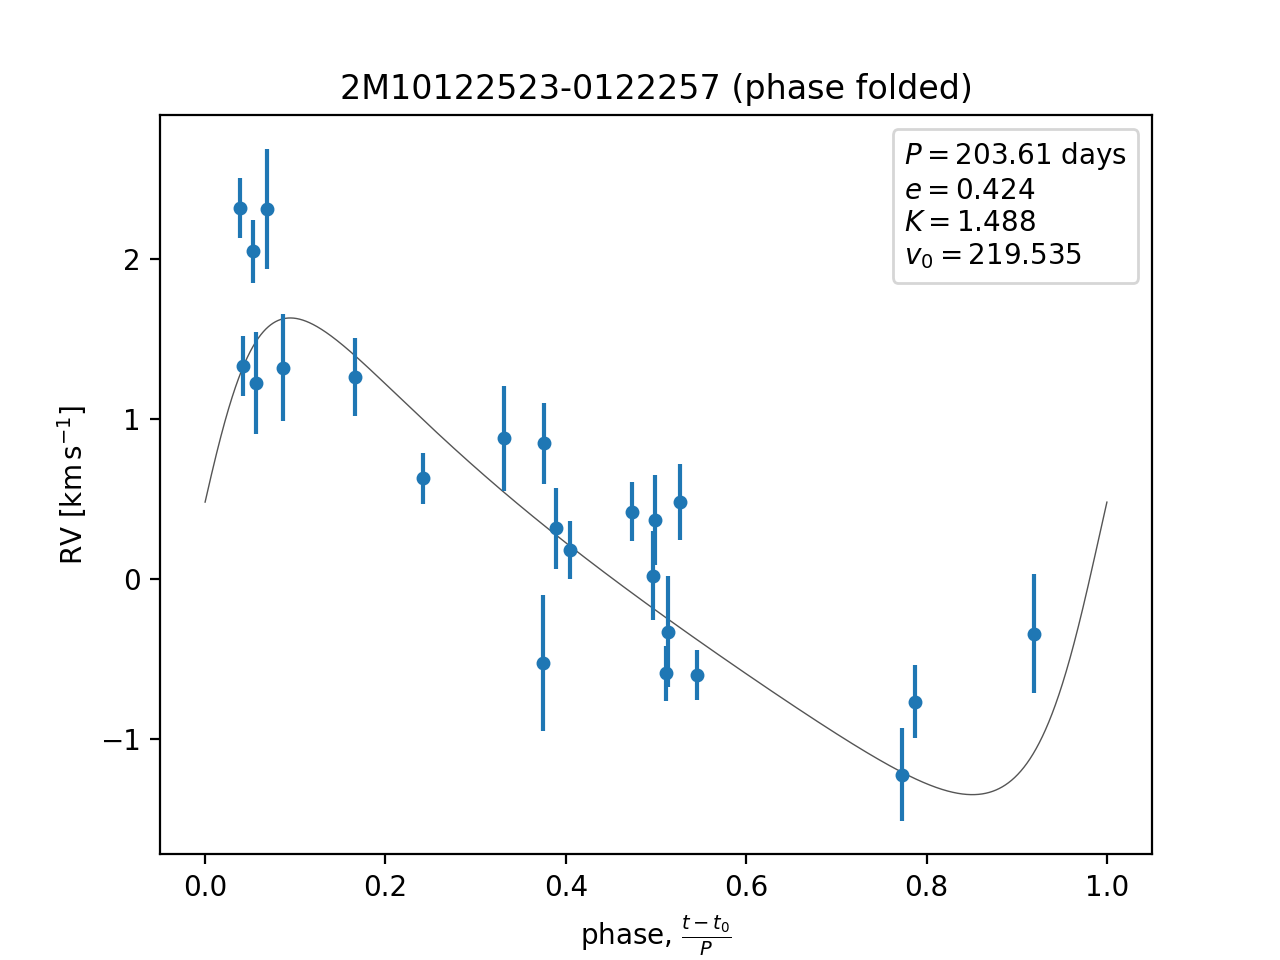 2M10122523-0122257 (phase folded)
P = 203.61 days
e = 0.424
K = 1.488
v₀ = 219.535
RV [km s⁻¹]
2
1
0
−1
0.0 0.2 0.4 0.6 0.8 1.0
phase, (t − t₀)/P